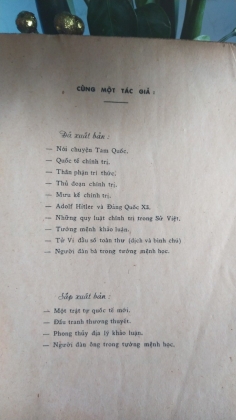 CÙNG MỘT TÁC GIẢ :
Đã xuất bản :
— Nói chuyện Tam Quốc.
— Quốc tế chính trị.
— Thân phận trí thức.
— Thủ đoạn chính trị.
— Mưu kế chính trị.
— Adolf Hitler và Đảng Quốc Xã.
— Những quy luật chính trị trong Sử Việt.
— Tướng mệnh khảo luận.
— Tử Vi đẩu số toàn thư (dịch và bình chú)
— Người đàn bà trong tướng mệnh học.
Sắp xuất bản :
— Một trật tự quốc tế mới.
— Đấu tranh thương thuyết.
— Phong thủy địa lý khảo luận.
— Người đàn ông trong tướng mệnh học.